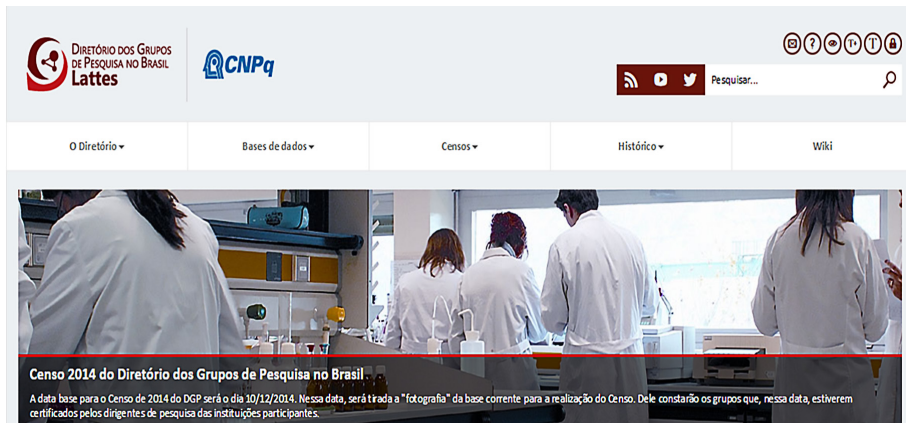 DIRETÓRIO DOS GRUPOS
DE PESQUISA NO BRASIL
Lattes
CNPq
Pesquisar...
O Diretório
Bases de dados
Censos
Histórico
Wiki
Censo 2014 do Diretório dos Grupos de Pesquisa no Brasil
A data base para o Censo de 2014 do DGP será o dia 10/12/2014. Nessa data, será tirada a "fotografia" da base corrente para a realização do Censo. Dele constarão os grupos que, nessa data, estiverem
certificados pelos dirigentes de pesquisa das instituições participantes.